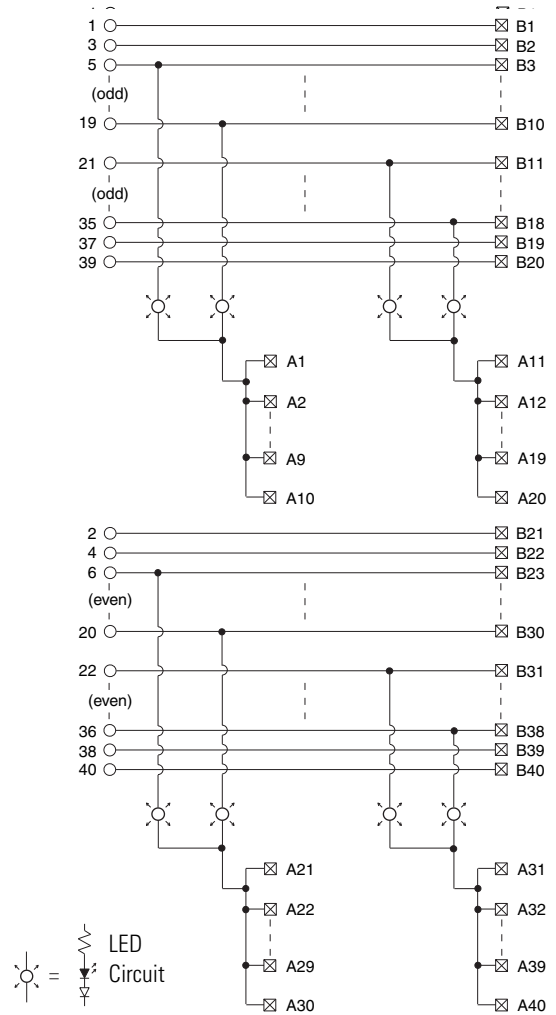 1 B1
3 B2
5 B3
(odd)
19 B10
21 B11
(odd)
35 B18
37 B19
39 B20
A1 A11
A2 A12
A9 A19
A10 A20
2 B21
4 B22
6 B23
(even)
20 B30
22 B31
(even)
36 B38
38 B39
40 B40
A21 A31
A22 A32
LED
= Circuit A29 A39
A30 A40